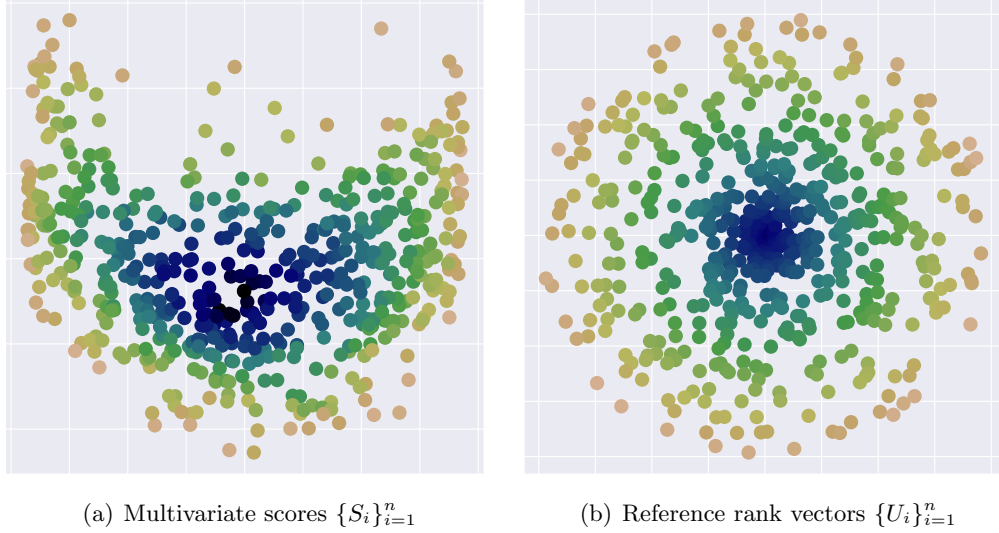 (a) Multivariate scores $\{S_i\}_{i=1}^n$
(b) Reference rank vectors $\{U_i\}_{i=1}^n$